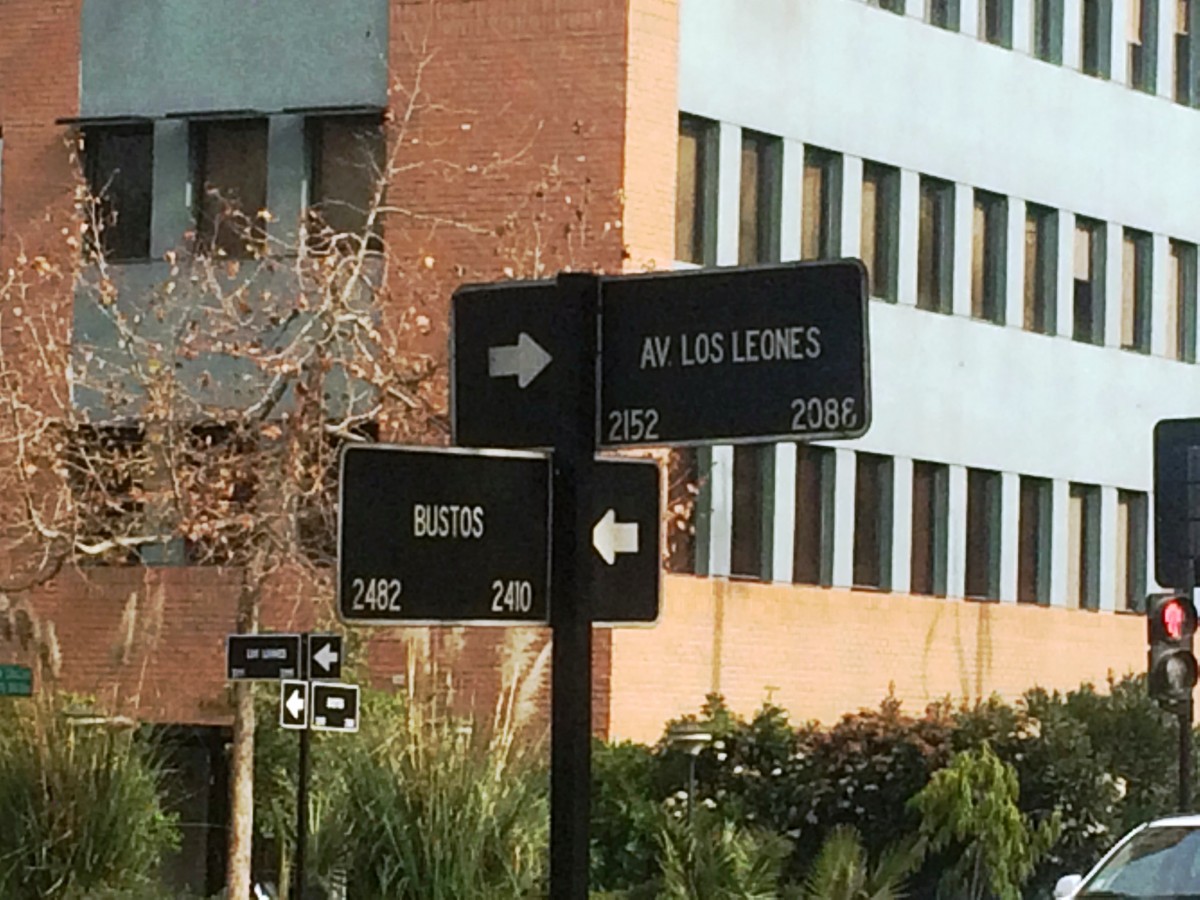 AV. LOS LEONES
2152 2088
BUSTOS
2482 2410